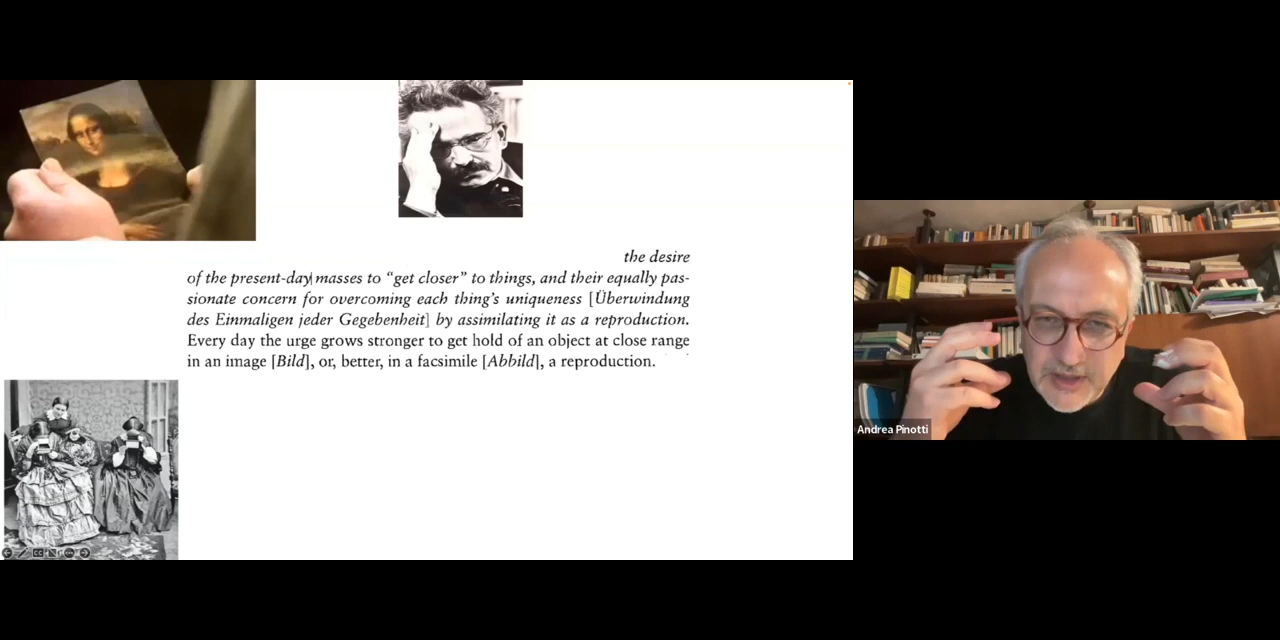 the desire
of the present-day masses to “get closer” to things, and their equally pas-
sionate concern for overcoming each thing’s uniqueness [Überwindung
des Einmaligen jeder Gegebenheit] by assimilating it as a reproduction.
Every day the urge grows stronger to get hold of an object at close range
in an image [Bild], or, better, in a facsimile [Abbild], a reproduction.
Andrea Pinotti